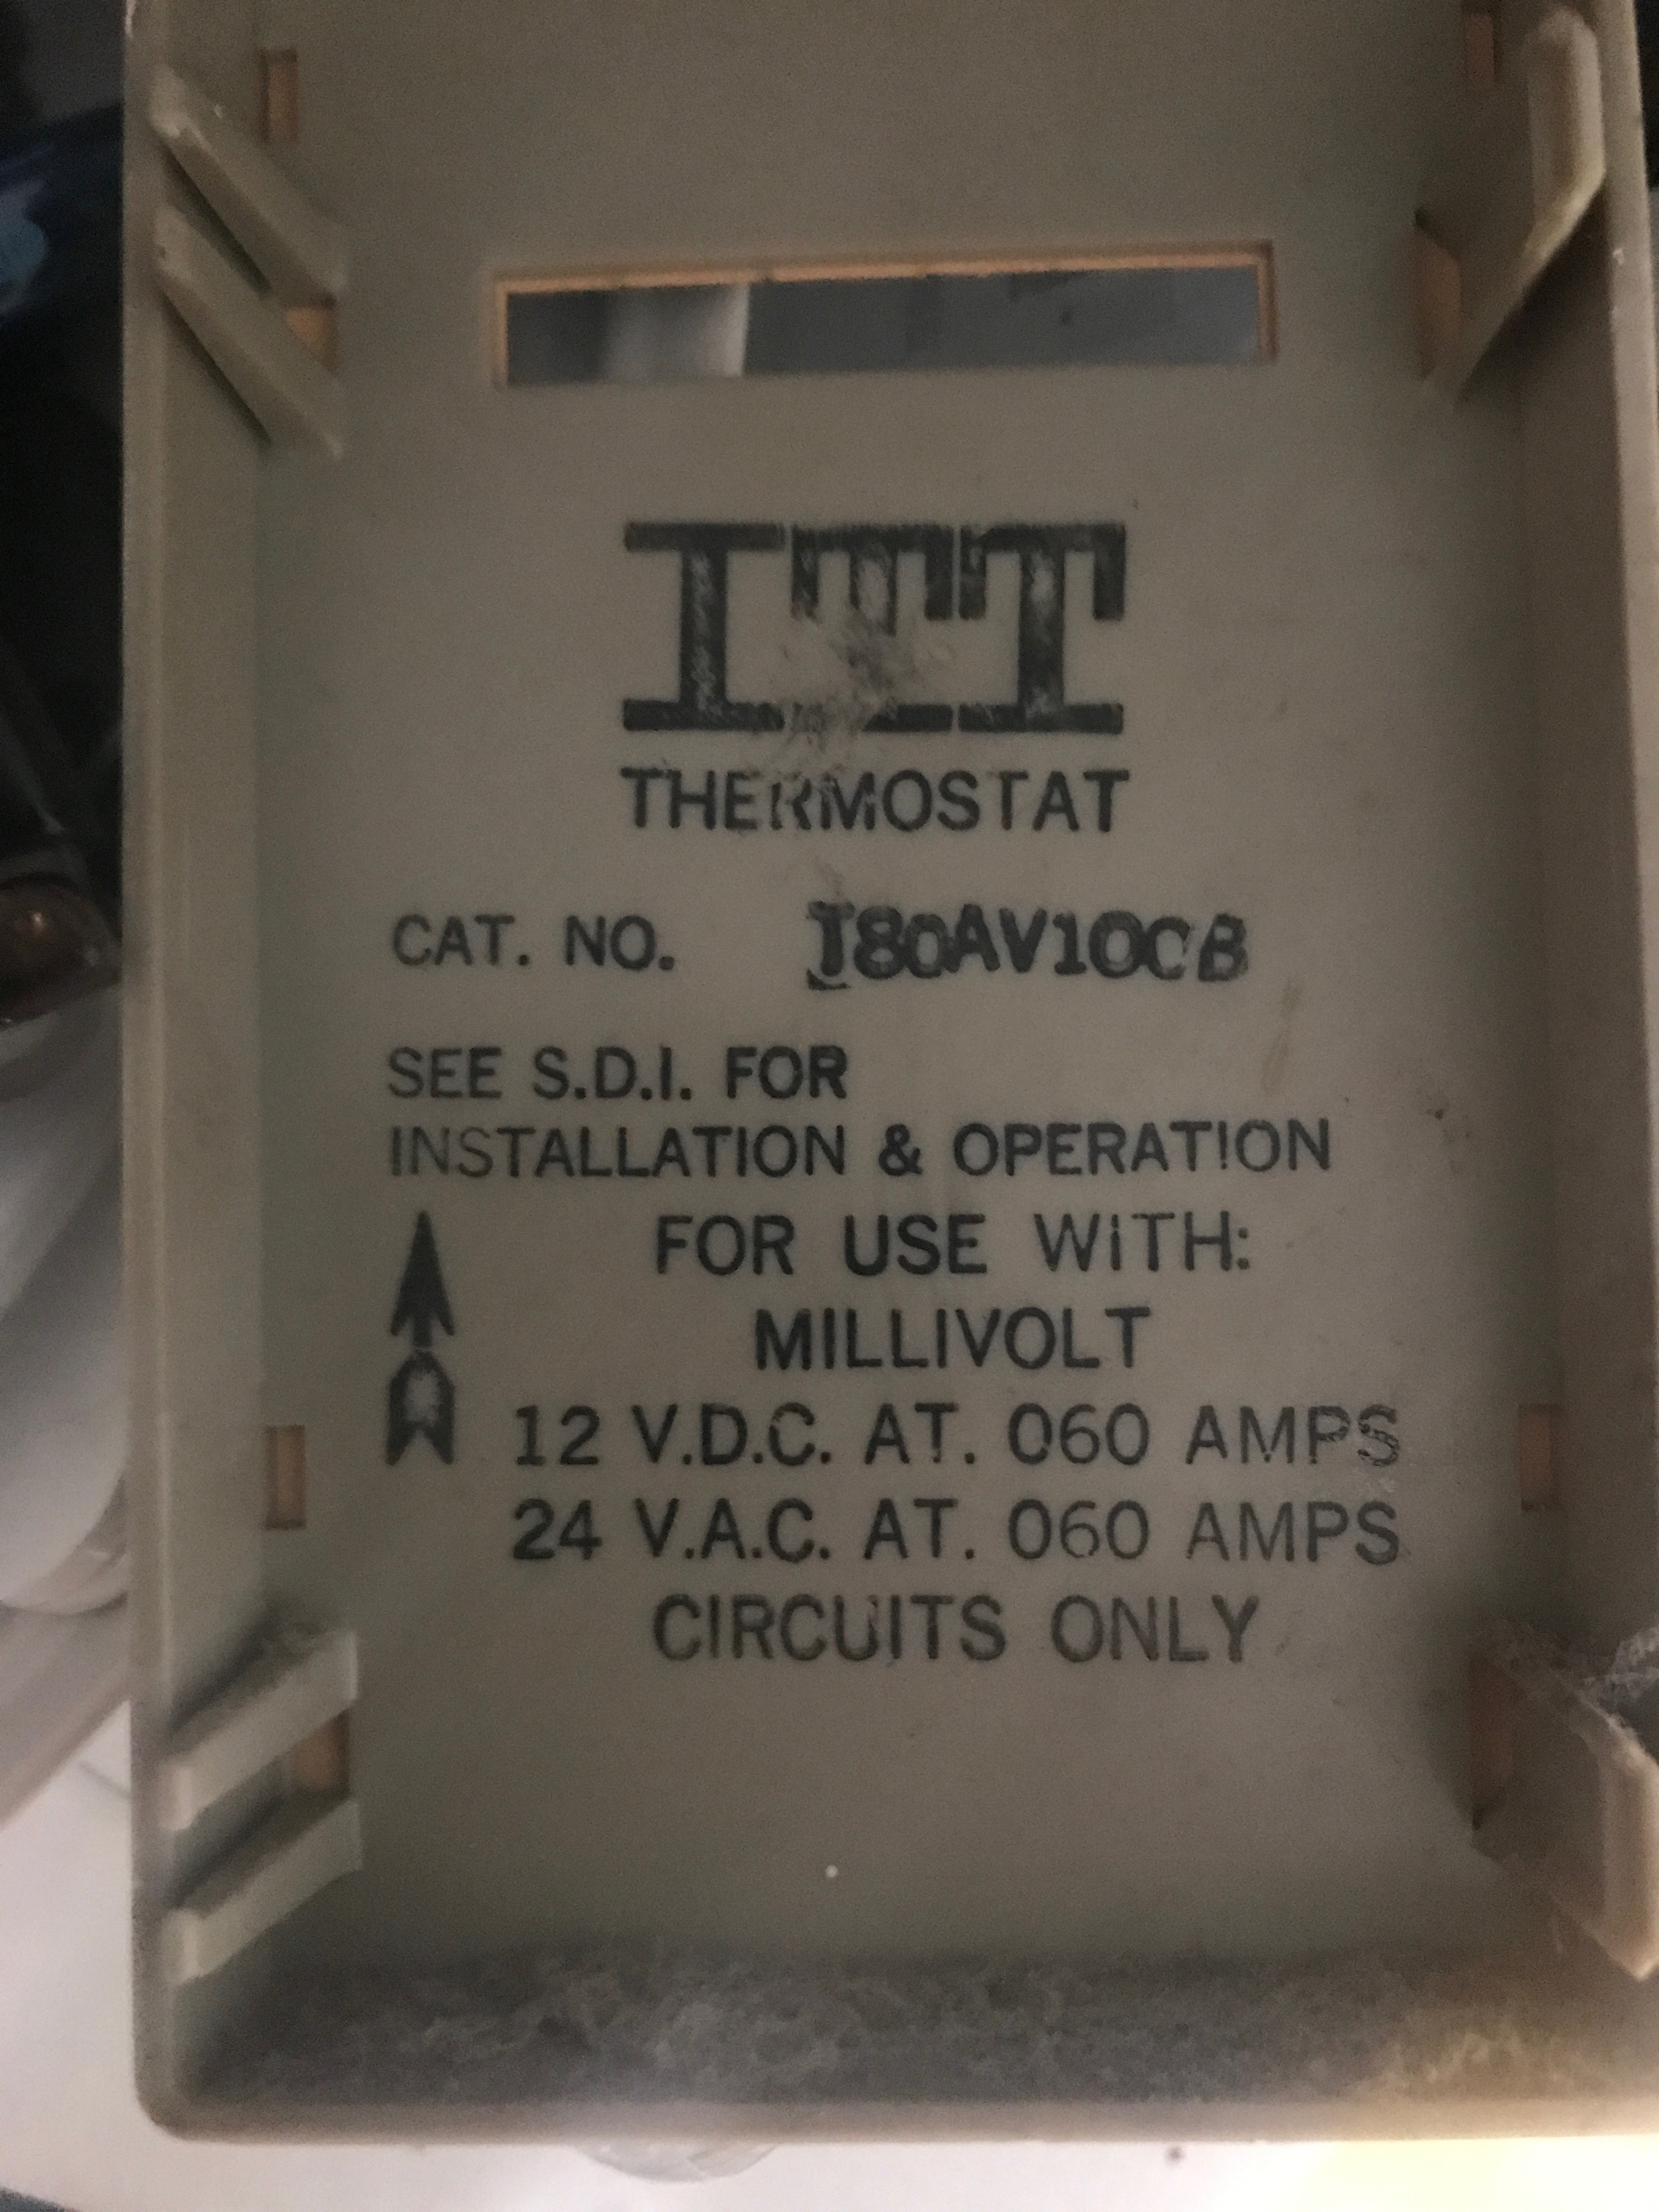 ITT
THERMOSTAT
CAT. NO. T80AV10CB
SEE S.D.I. FOR
INSTALLATION & OPERATION
FOR USE WITH:
MILLIVOLT
12 V.D.C. AT. 060 AMPS
24 V.A.C. AT. 060 AMPS
CIRCUITS ONLY